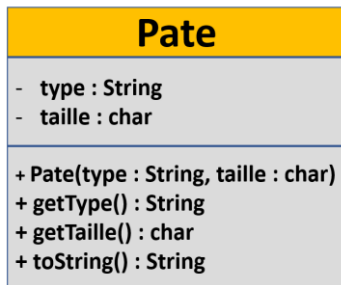 Pate
- type : String
- taille : char
+ Pate(type : String, taille : char)
+ getType() : String
+ getTaille() : char
+ toString() : String